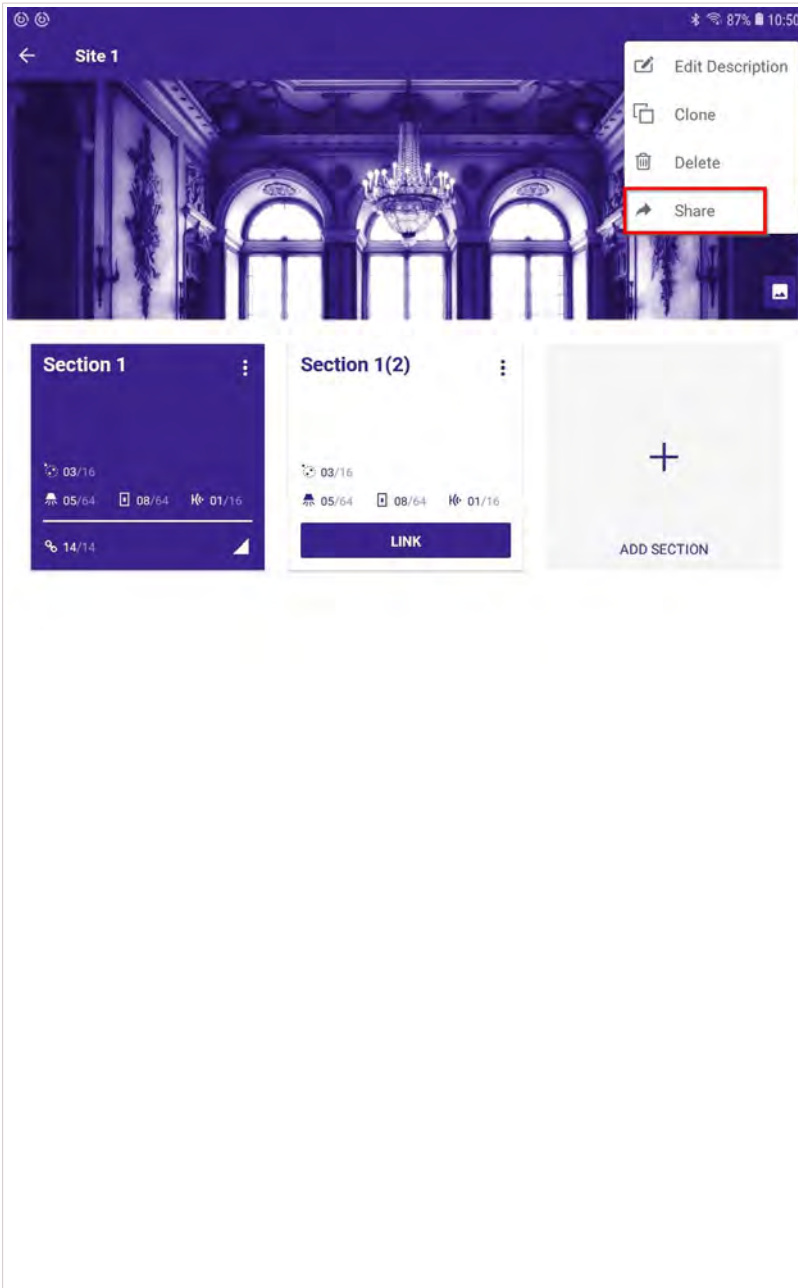 87% 10:50
Site 1
Edit Description
Clone
Delete
Share
Section 1
03/16
05/64 08/64 01/16
14/14
Section 1(2)
03/16
05/64 08/64 01/16
LINK
ADD SECTION